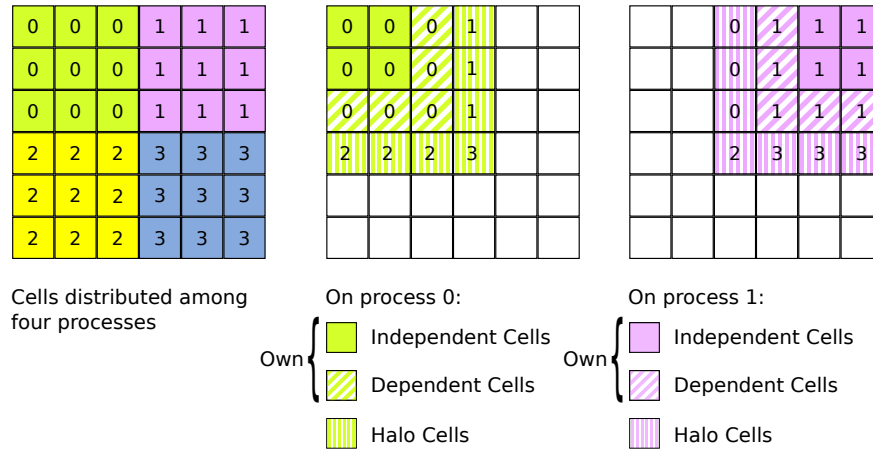 0 0 0 1 1 1 0 0 0 1 0 1 1 1
0 0 0 1 1 1 0 0 0 1 0 1 1 1
0 0 0 1 1 1 0 0 0 1 0 1 1 1
2 2 2 3 3 3 2 2 2 3 2 3 3 3
2 2 2 3 3 3
2 2 2 3 3 3
Cells distributed among
four processes
On process 0:
Own
Independent Cells
Dependent Cells
Halo Cells
On process 1:
Own
Independent Cells
Dependent Cells
Halo Cells